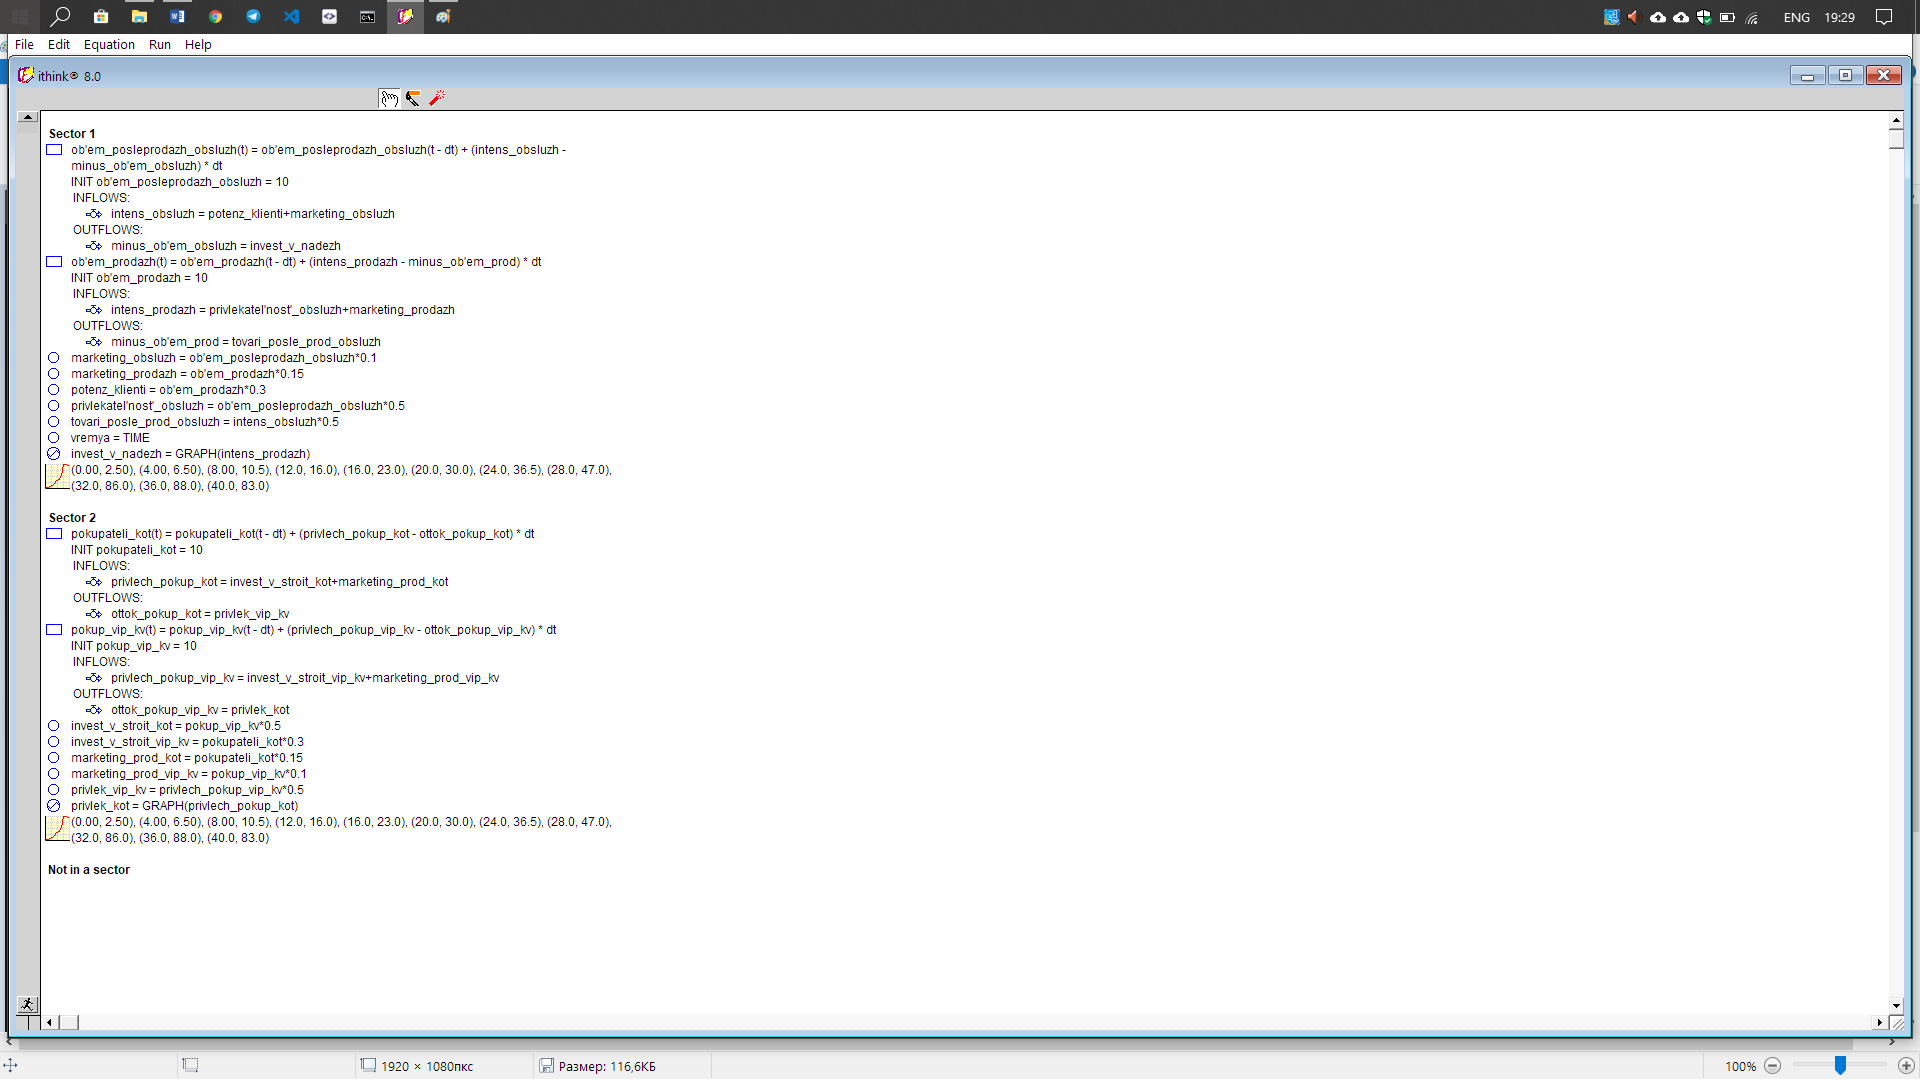 ENG 19:29
File Edit Equation Run Help
ithink® 8.0
Sector 1
ob'em_posleprodazh_obsluzh(t) = ob'em_posleprodazh_obsluzh(t - dt) + (intens_obsluzh -
minus_ob'em_obsluzh) * dt
INIT ob'em_posleprodazh_obsluzh = 10
INFLOWS:
intens_obsluzh = potenz_klienti+marketing_obsluzh
OUTFLOWS:
minus_ob'em_obsluzh = invest_v_nadezh
ob'em_prodazh(t) = ob'em_prodazh(t - dt) + (intens_prodazh - minus_ob'em_prod) * dt
INIT ob'em_prodazh = 10
INFLOWS:
intens_prodazh = privlekatel'nost'_obsluzh+marketing_prodazh
OUTFLOWS:
minus_ob'em_prod = tovari_posle_prod_obsluzh
marketing_obsluzh = ob'em_posleprodazh_obsluzh*0.1
marketing_prodazh = ob'em_prodazh*0.15
potenz_klienti = ob'em_prodazh*0.3
privlekatel'nost'_obsluzh = ob'em_posleprodazh_obsluzh*0.5
tovari_posle_prod_obsluzh = intens_obsluzh*0.5
vremya = TIME
invest_v_nadezh = GRAPH(intens_prodazh)
(0.00, 2.50), (4.00, 6.50), (8.00, 10.5), (12.0, 16.0), (16.0, 23.0), (20.0, 30.0), (24.0, 36.5), (28.0, 47.0),
(32.0, 86.0), (36.0, 88.0), (40.0, 83.0)
Sector 2
pokupateli_kot(t) = pokupateli_kot(t - dt) + (privlech_pokup_kot - ottok_pokup_kot) * dt
INIT pokupateli_kot = 10
INFLOWS:
privlech_pokup_kot = invest_v_stroit_kot+marketing_prod_kot
OUTFLOWS:
ottok_pokup_kot = privlek_vip_kv
pokup_vip_kv(t) = pokup_vip_kv(t - dt) + (privlech_pokup_vip_kv - ottok_pokup_vip_kv) * dt
INIT pokup_vip_kv = 10
INFLOWS:
privlech_pokup_vip_kv = invest_v_stroit_vip_kv+marketing_prod_vip_kv
OUTFLOWS:
ottok_pokup_vip_kv = privlek_kot
invest_v_stroit_kot = pokup_vip_kv*0.5
invest_v_stroit_vip_kv = pokupateli_kot*0.3
marketing_prod_kot = pokupateli_kot*0.15
marketing_prod_vip_kv = pokup_vip_kv*0.1
privlek_vip_kv = privlech_pokup_vip_kv*0.5
privlek_kot = GRAPH(privlech_pokup_kot)
(0.00, 2.50), (4.00, 6.50), (8.00, 10.5), (12.0, 16.0), (16.0, 23.0), (20.0, 30.0), (24.0, 36.5), (28.0, 47.0),
(32.0, 86.0), (36.0, 88.0), (40.0, 83.0)
Not in a sector
1920 × 1080пкс Размер: 116,6КБ 100%